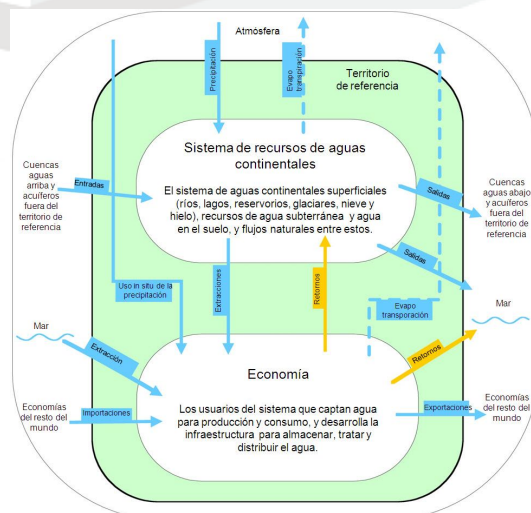 Atmósfera
Precipitación
Evapo
transpiración
Territorio
de referencia
Sistema de recursos de aguas
continentales
El sistema de aguas continentales superficiales
(ríos, lagos, reservorios, glaciares, nieve y
hielo), recursos de agua subterránea y agua
en el suelo, y flujos naturales entre estos.
Cuencas
aguas
arriba y
acuíferos
fuera del
territorio de
referencia
Entradas
Salidas
Cuencas
aguas abajo
y acuíferos
fuera del
territorio de
referencia
Salidas
Uso in situ de la
precipitación
Extracciones
Retornos
Evapo
transporación
Mar
Extracción
Retornos
Mar
Economía
Los usuarios del sistema que captan agua
para producción y consumo, y desarrolla la
infraestructura para almacenar, tratar y
distribuir el agua.
Economías
del resto del
mundo
Importaciones
Exportaciones
Economías
del resto del
mundo